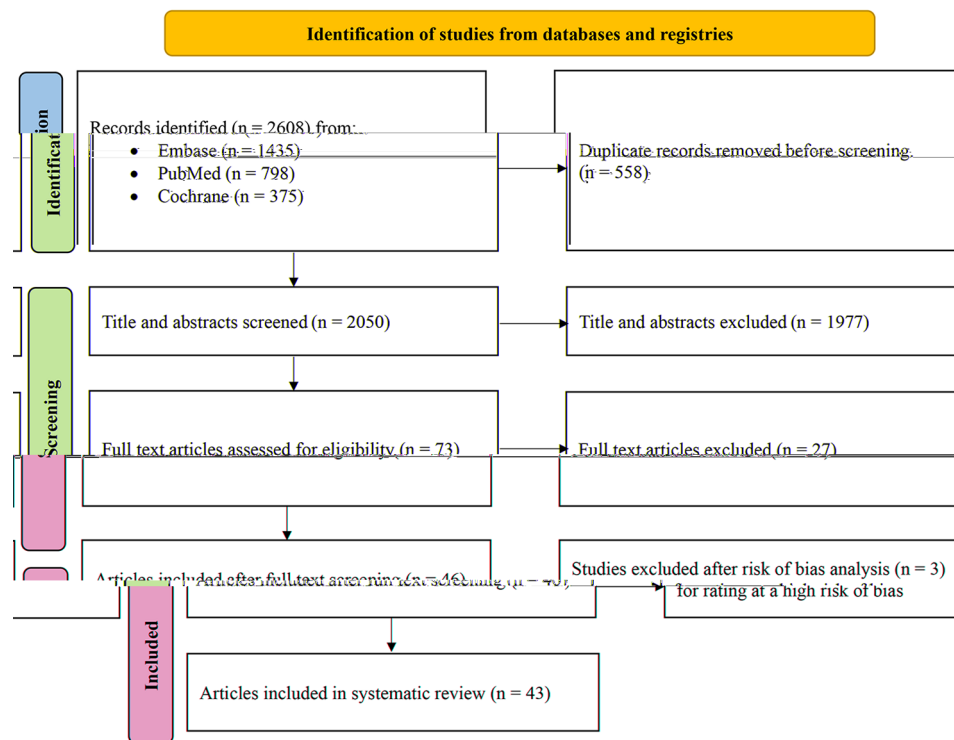 Identification of studies from databases and registries
Identification
Records identified (n = 2608) from:
• Embase (n = 1435)
• PubMed (n = 798)
• Cochrane (n = 375)
Duplicate records removed before screening
(n = 558)
Screening
Title and abstracts screened (n = 2050)
Title and abstracts excluded (n = 1977)
Full text articles assessed for eligibility (n = 73)
Full text articles excluded (n = 27)
Articles included after full text screening (n = 46)
Studies excluded after risk of bias analysis (n = 3)
for rating at a high risk of bias
Included
Articles included in systematic review (n = 43)